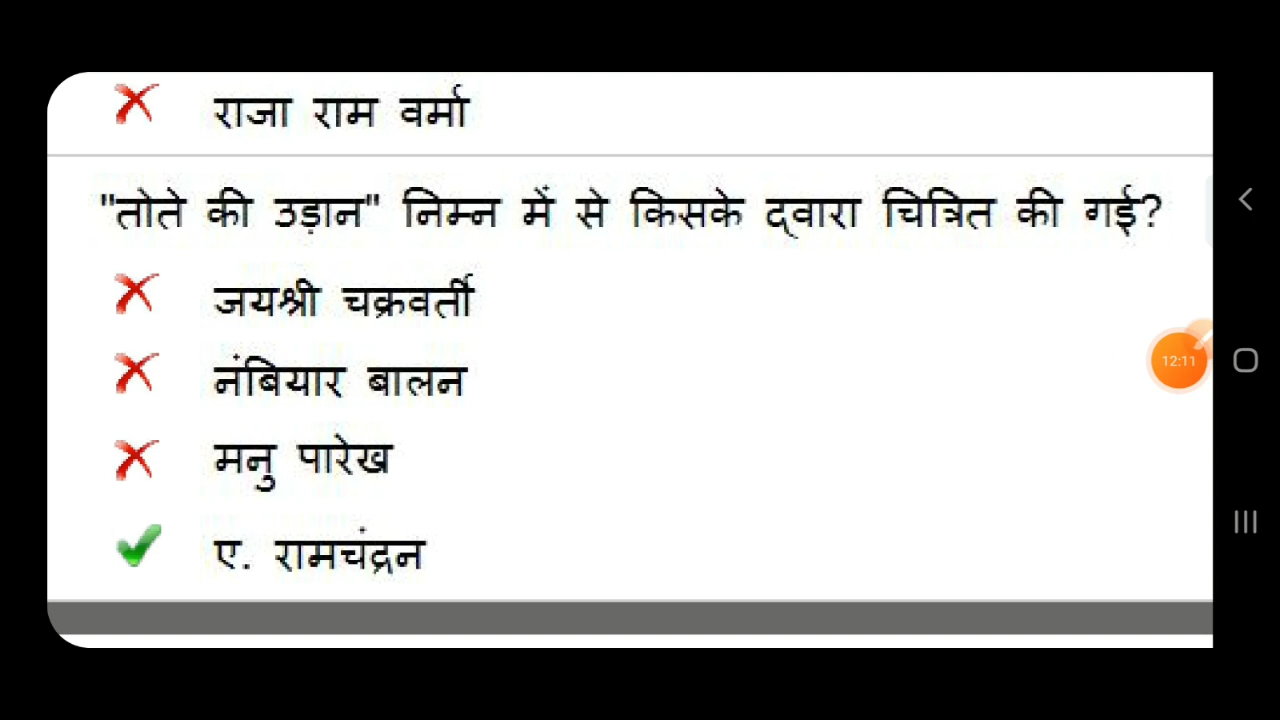 राजा राम वर्मा
"तोते की उड़ान" निम्न में से किसके द्वारा चित्रित की गई?
जयश्री चक्रवर्ती
नंबियार बालन
मनु पारेख
12:11
ए. रामचंद्रन